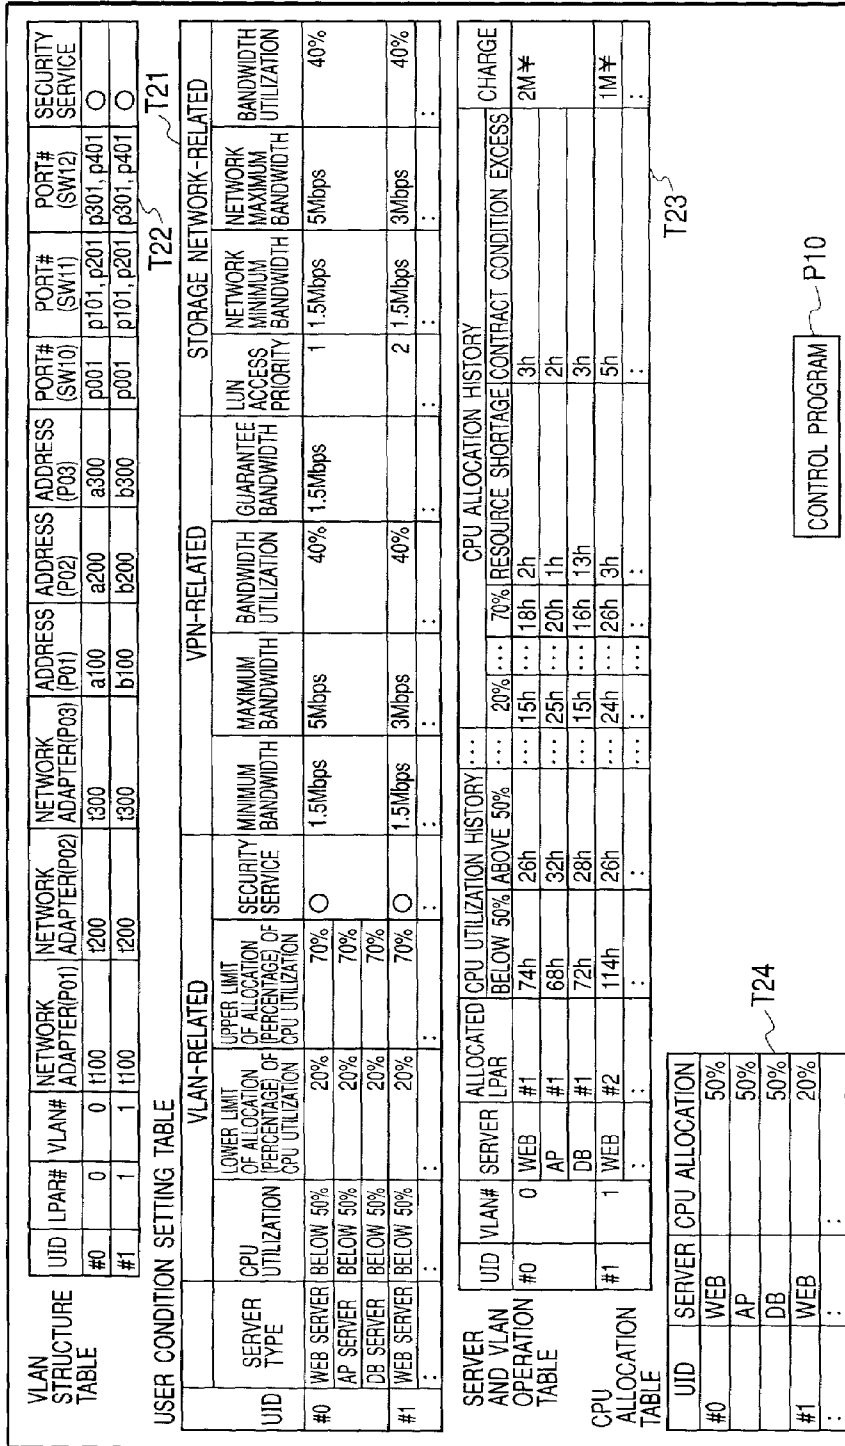 VLAN STRUCTURE TABLE
UID LPAR# VLAN# NETWORK ADAPTER(P01) NETWORK ADAPTER(P02) NETWORK ADAPTER(P03) ADDRESS (P01) ADDRESS (P02) ADDRESS (P03) PORT# (SW10) PORT# (SW11) PORT# (SW12) SECURITY SERVICE
#0 0 0 t100 t200 t300 a100 a200 a300 p001 p101, p201 p301, p401 ○
#1 1 1 t100 t200 t300 b100 b200 b300 p001 p101, p201 p301, p401 ○
T22
USER CONDITION SETTING TABLE
T21
VLAN-RELATED VPN-RELATED STORAGE NETWORK-RELATED
UID SERVER TYPE CPU UTILIZATION LOWER LIMIT OF ALLOCATION (PERCENTAGE) OF CPU UTILIZATION UPPER LIMIT OF ALLOCATION (PERCENTAGE) OF CPU UTILIZATION SECURITY SERVICE MINIMUM BANDWIDTH MAXIMUM BANDWIDTH BANDWIDTH UTILIZATION GUARANTEE BANDWIDTH LUN ACCESS PRIORITY NETWORK MINIMUM BANDWIDTH NETWORK MAXIMUM BANDWIDTH BANDWIDTH UTILIZATION
#0 WEB SERVER BELOW 50% 20% 70% ○ 1.5Mbps 5Mbps 40% 1.5Mbps 1 1.5Mbps 5Mbps 40%
AP SERVER BELOW 50% 20% 70%
DB SERVER BELOW 50% 20% 70%
#1 WEB SERVER BELOW 50% 20% 70% ○ 1.5Mbps 3Mbps 40% 2 1.5Mbps 3Mbps 40%
: : : : : : : : : : : : :
SERVER AND VLAN OPERATION TABLE
UID VLAN# SERVER ALLOCATED LPAR CPU UTILIZATION HISTORY CPU ALLOCATION HISTORY CHARGE
BELOW 50% ABOVE 50% ... 20% ... 70% RESOURCE SHORTAGE CONTRACT CONDITION EXCESS
#0 0 WEB #1 74h 26h ... 15h ... 18h 2h 3h 2M¥
AP #1 68h 32h ... 25h ... 20h 1h 2h
DB #1 72h 28h ... 15h ... 16h 13h 3h
#1 1 WEB #2 114h 26h ... 24h ... 26h 3h 5h 1M¥
: : : : : : : : : : :
T23
CPU ALLOCATION TABLE
UID SERVER CPU ALLOCATION
#0 WEB 50%
AP 50%
DB 50%
#1 WEB 20%
: : :
T24
CONTROL PROGRAM
P10